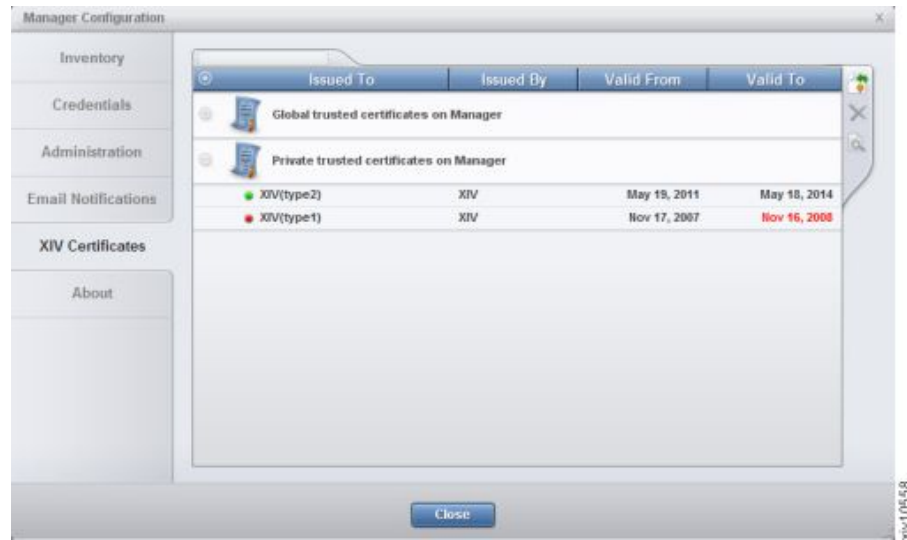 Manager Configuration
X
Inventory
Credentials
Administration
Email Notifications
XIV Certificates
About
Issued To Issued By Valid From Valid To
Global trusted certificates on Manager
Private trusted certificates on Manager
XIV(type2) XIV May 19, 2011 May 18, 2014
XIV(type1) XIV Nov 17, 2007 Nov 16, 2008
Close
xiv10558